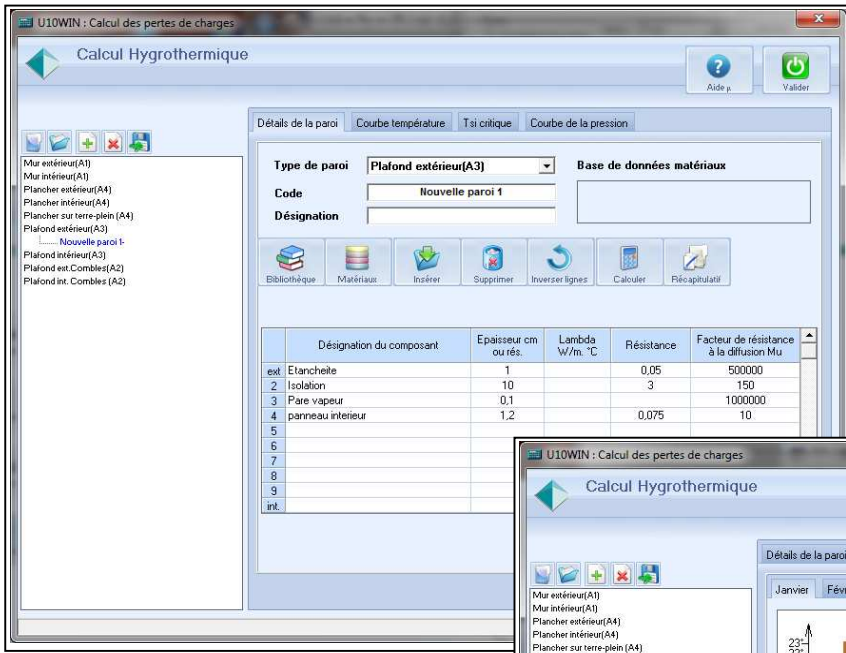 U10WIN : Calcul des pertes de charges
Calcul Hygrothermique
Aide µ
Valider
Détails de la paroi
Courbe température
Tsi critique
Courbe de la pression
Mur extérieur(A1)
Mur intérieur(A1)
Plancher extérieur(A4)
Plancher intérieur(A4)
Plancher sur terre-plein (A4)
Plafond extérieur(A3)
Nouvelle paroi 1-
Plafond intérieur(A3)
Plafond ext.Combles(A2)
Plafond int. Combles (A2)
Type de paroi Plafond extérieur(A3) Base de données matériaux
Code Nouvelle paroi 1
Désignation
Bibliothèque Matériaux Insérer Supprimer Inverser lignes Calculer Récapitulatif
Désignation du composant Epaisseur cm ou rés. Lambda W/m. °C Résistance Facteur de résistance à la diffusion Mu
ext Etancheite 1 0,05 500000
2 Isolation 10 3 150
3 Pare vapeur 0,1 1000000
4 panneau interieur 1,2 0,075 10
5
6
7
8
9
int.
U10WIN : Calcul des pertes de charges
Calcul Hygrothermique
Détails de la paroi
Janvier
Mur extérieur(A1)
Mur intérieur(A1)
Plancher extérieur(A4)
Plancher intérieur(A4)
Plancher sur terre-plein (A4)
23°